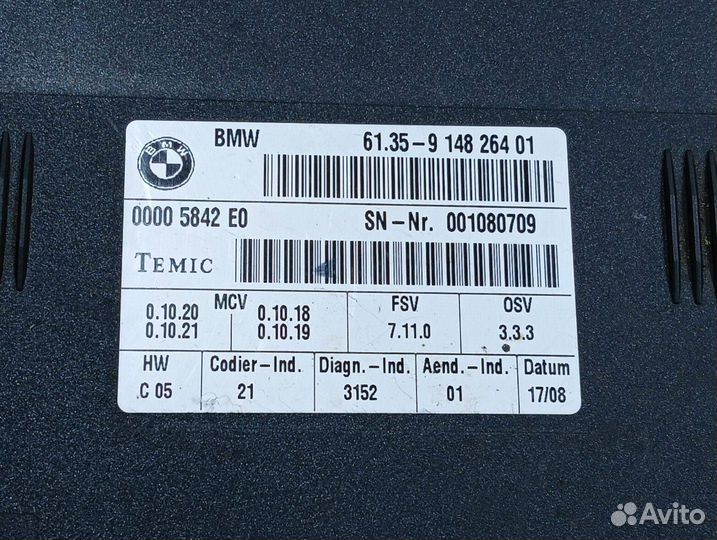 BMW
BMW 61.35-9 148 264 01
0000 5842 E0 SN-Nr. 001080709
TEMIC
MCV FSV OSV
0.10.20 0.10.18
0.10.21 0.10.19 7.11.0 3.3.3
HW Codier-Ind. Diagn.-Ind. Aend.-Ind. Datum
C 05 21 3152 01 17/08
Avito